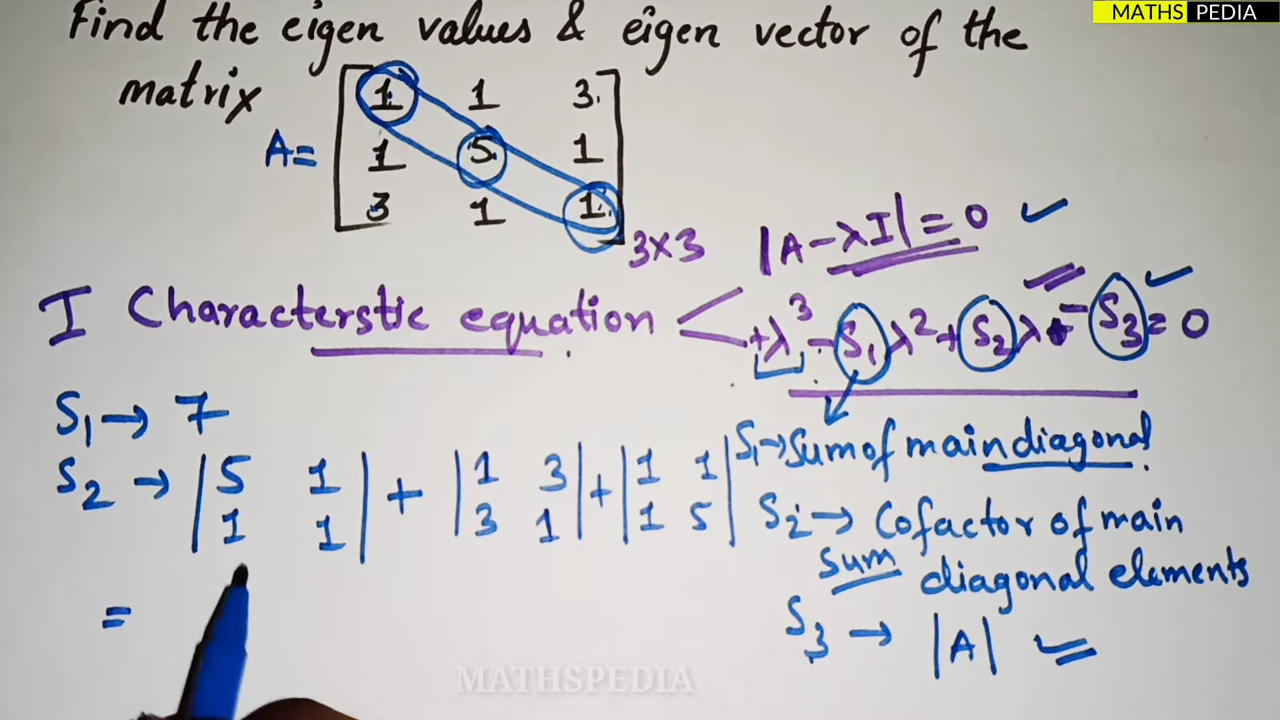 MATHS PEDIA
Find the eigen values & eigen vector of the
matrix
A= [1 1 3
1 5 1
3 1 1] 3×3
|A-λI|=0 ✓
I Characterstic equation < +λ³-S₁λ²+S₂λ-S₃=0 ✓
S₁→ 7
S₁→Sum of main diagonal
S₂→ |5 1| + |1 3| + |1 1|
|1 1| |3 1| |1 5|
S₂→ Cofactor of main
Sum diagonal elements
=
S₃→ |A| ✓
MATHSPEDIA